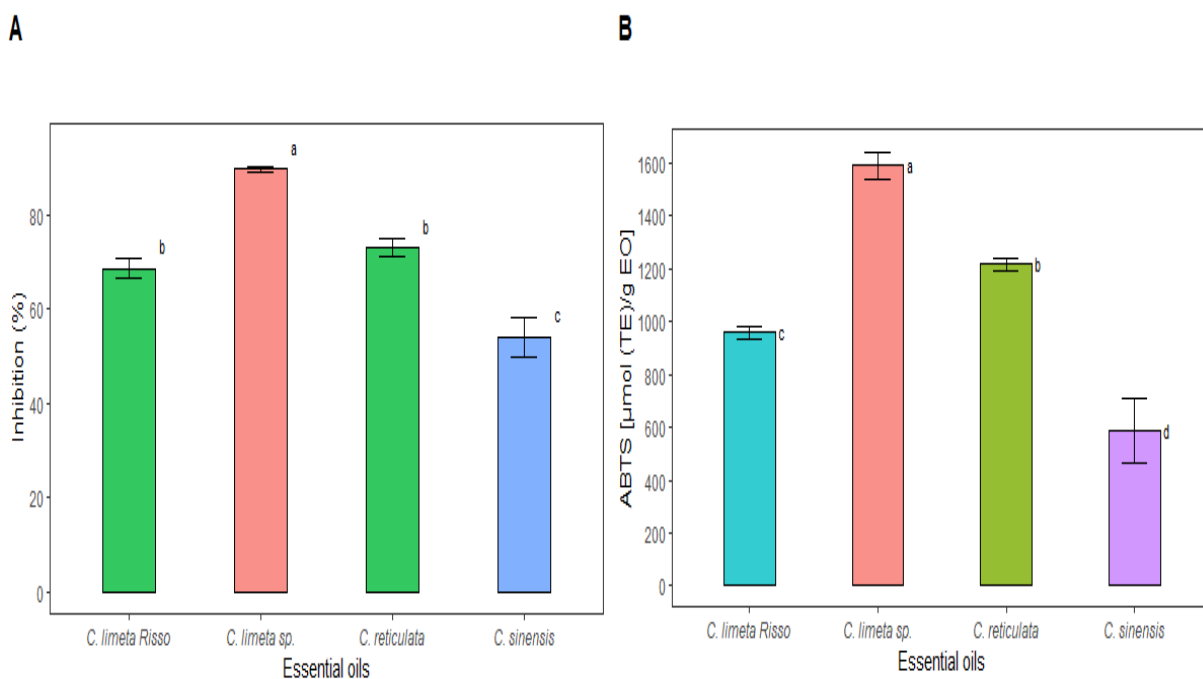 A
Inhibition (%)
80
60
40
20
0
b
a
b
c
C. limeta Risso
C. limeta sp.
C. reticulata
C. sinensis
Essential oils
B
ABTS [µmol (TE)/g EO]
1600
1400
1200
1000
800
600
400
200
0
c
a
b
d
C. limeta Risso
C. limeta sp.
C. reticulata
C. sinensis
Essential oils